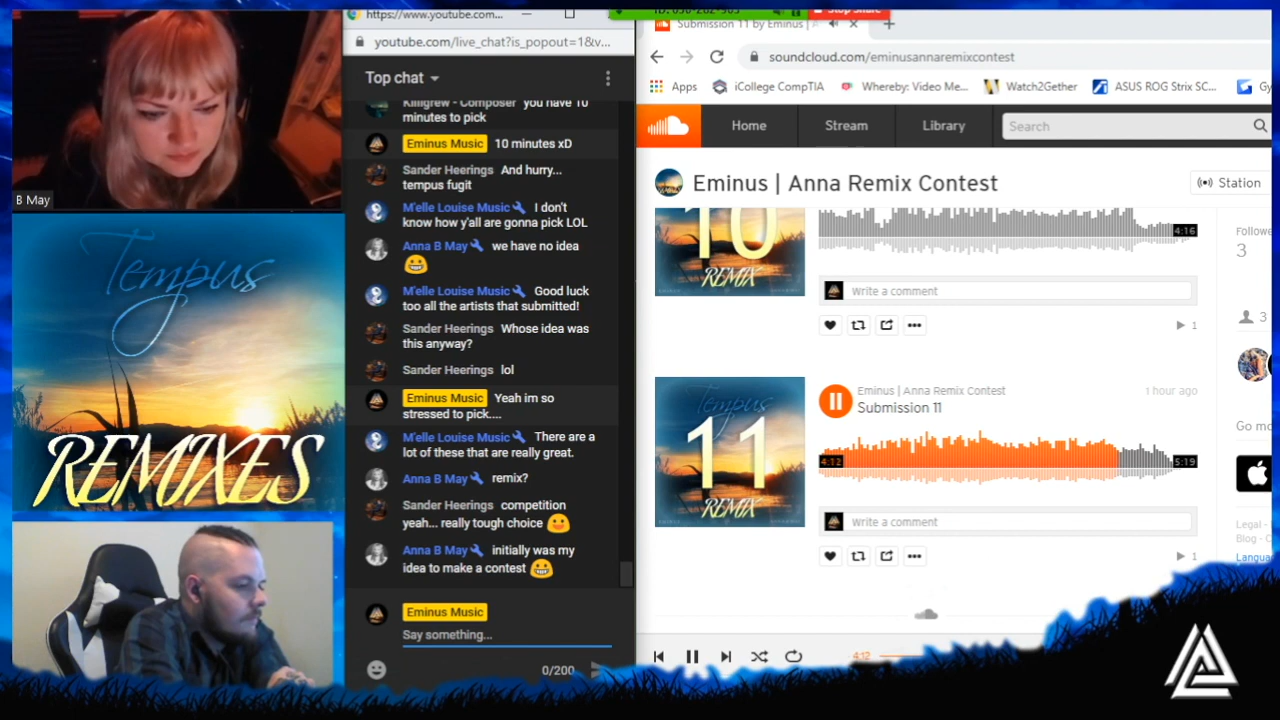 B May
Tempus
REMIXES
https://www.youtube.com...
youtube.com/live_chat?is_popout=1&v...
Top chat
Killgrew - Composer you have 10
minutes to pick
Eminus Music 10 minutes xD
Sander Heerings And hurry...
tempus fugit
M'elle Louise Music I don't
know how y'all are gonna pick LOL
Anna B May we have no idea
M'elle Louise Music Good luck
too all the artists that submitted!
Sander Heerings Whose idea was
this anyway?
Sander Heerings lol
Eminus Music Yeah im so
stressed to pick....
M'elle Louise Music There are a
lot of these that are really great.
Anna B May remix?
Sander Heerings competition
yeah... really tough choice
Anna B May initially was my
idea to make a contest
Eminus Music
Say something...
0/200
Stop Share
Submission 11 by Eminus |
soundcloud.com/eminusannaremixcontest
Apps
iCollege CompTIA
Whereby: Video Me...
Watch2Gether
ASUS ROG Strix SC...
Gy
Home
Stream
Library
Search
Eminus | Anna Remix Contest
Station
10
REMIX
4:16
Write a comment
1
Followe
3
3
Tempus
11
REMIX
Eminus | Anna Remix Contest
1 hour ago
Submission 11
4:12
5:19
Write a comment
1
Go mo
Legal -
Blog - C
Langua
4:12